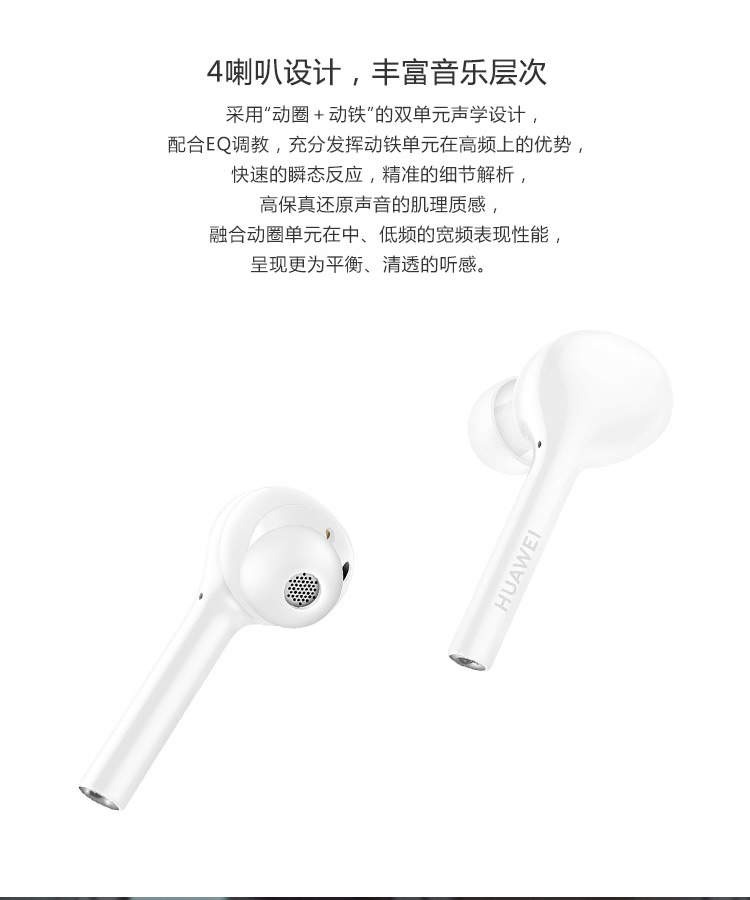 4喇叭设计，丰富音乐层次
采用“动圈+动铁”的双单元声学设计，
配合EQ调教，充分发挥动铁单元在高频上的优势，
快速的瞬态反应，精准的细节解析，
高保真还原声音的肌理质感，
融合动圈单元在中、低频的宽频表现性能，
呈现更为平衡、清透的听感。
HUAWEI